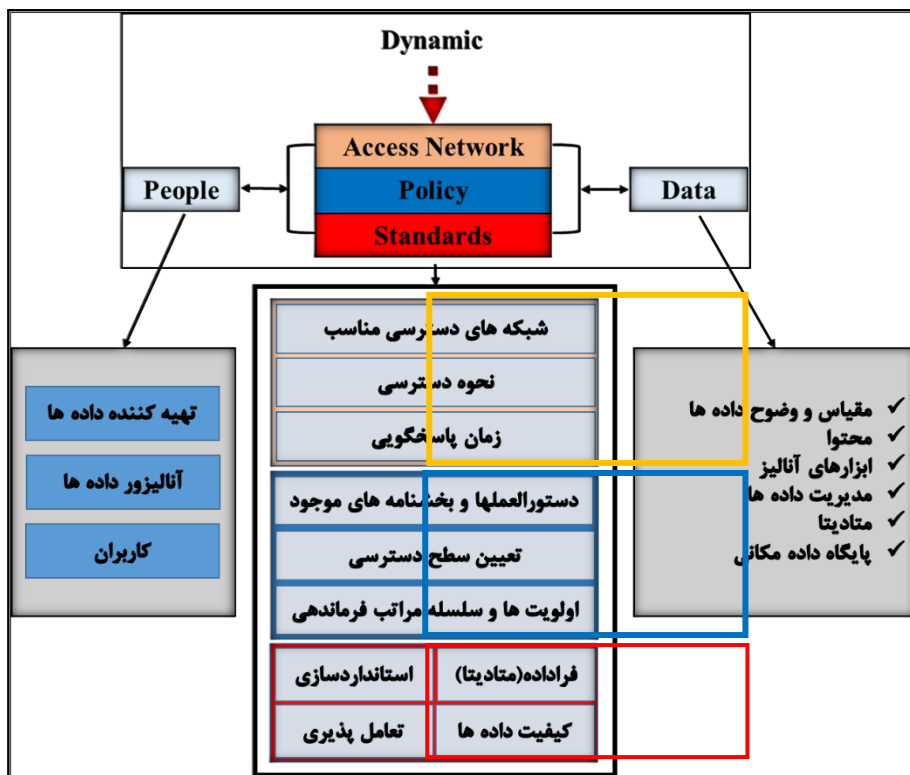 Dynamic
Access Network
People
Policy
Data
Standards
شبکه های دسترسی مناسب
نحوه دسترسی
زمان پاسخگویی
دستورالعملها و بخشنامه های موجود
تعیین سطح دسترسی
اولویت ها و سلسله مراتب فرماندهی
فراداده(متادیتا)
استانداردسازی
کیفیت داده ها
تعامل پذیری
تهیه کننده داده ها
آنالیزور داده ها
کاربران
✓ مقیاس و وضوح داده ها
✓ محتوا
✓ ابزارهای آنالیز
✓ مدیریت داده ها
✓ متادیتا
✓ پایگاه داده مکانی